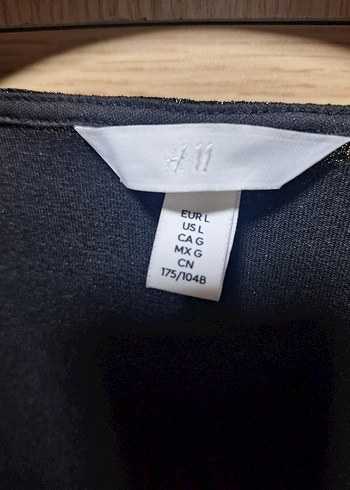 H&M
EUR L
US L
CA G
MX G
CN
175/104B